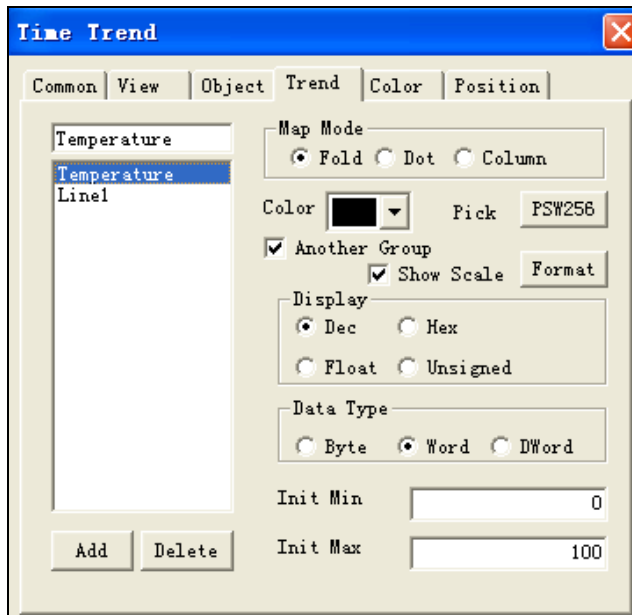 Time Trend
Common View Object Trend Color Position
Temperature
Temperature
Line1
Add Delete
Map Mode
Fold Dot Column
Color Pick PSW256
Another Group
Show Scale Format
Display
Dec Hex
Float Unsigned
Data Type
Byte Word DWord
Init Min 0
Init Max 100